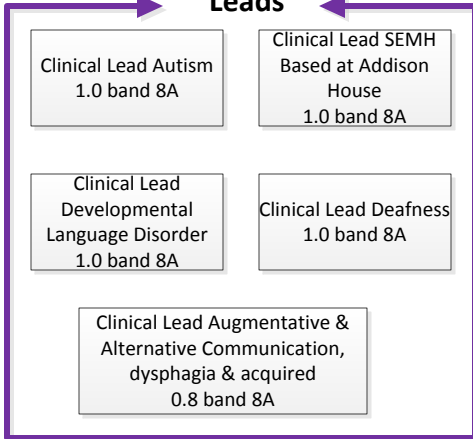 Leads
Clinical Lead Autism
1.0 band 8A
Clinical Lead SEMH
Based at Addison
House
1.0 band 8A
Clinical Lead
Developmental
Language Disorder
1.0 band 8A
Clinical Lead Deafness
1.0 band 8A
Clinical Lead Augmentative &
Alternative Communication,
dysphagia & acquired
0.8 band 8A